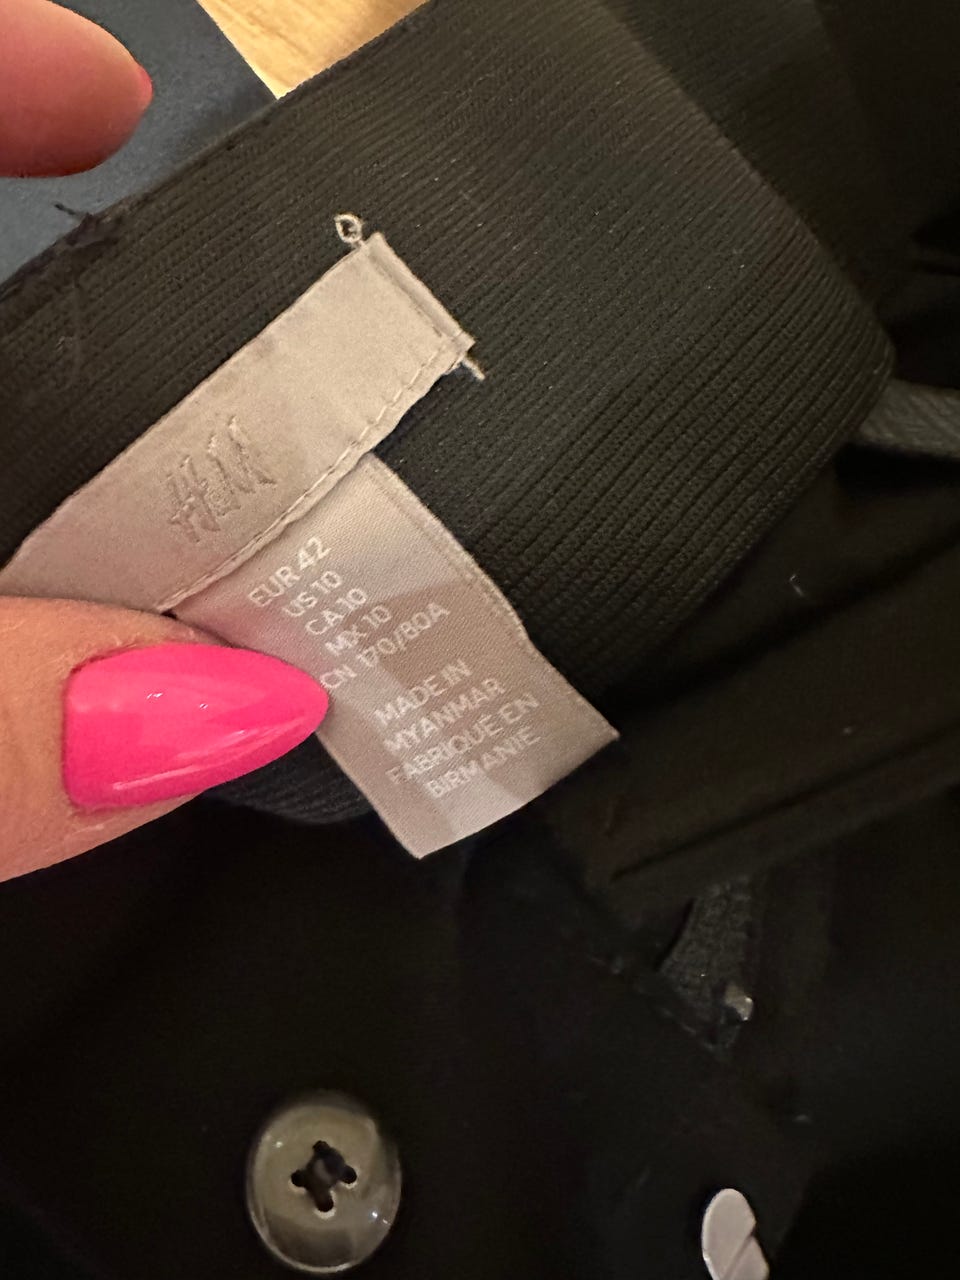 H&M
EUR 42
US 10
CA 10
MX 10
CN 170/80A
MADE IN
MYANMAR
FABRIQUÉ EN
BIRMANIE